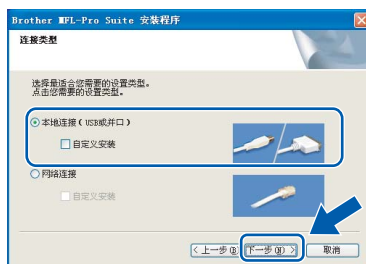 Brother MFL-Pro Suite 安装程序
连接类型
选择最适合您需要的设置类型。
点击您需要的设置类型。
本地连接(USB或并口)
自定义安装
网络连接
自定义安装
<上一步(B) 下一步(N)> 取消